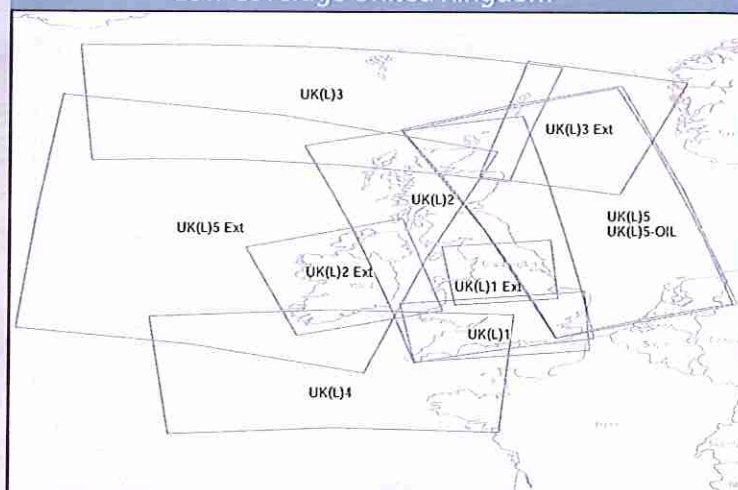 UK(L)3
UK(L)3 Ext
UK(L)2
UK(L)5
UK(L)5-OIL
UK(L)5 Ext
UK(L)2 Ext
UK(L)1 Ext
UK(L)1
UK(L)4